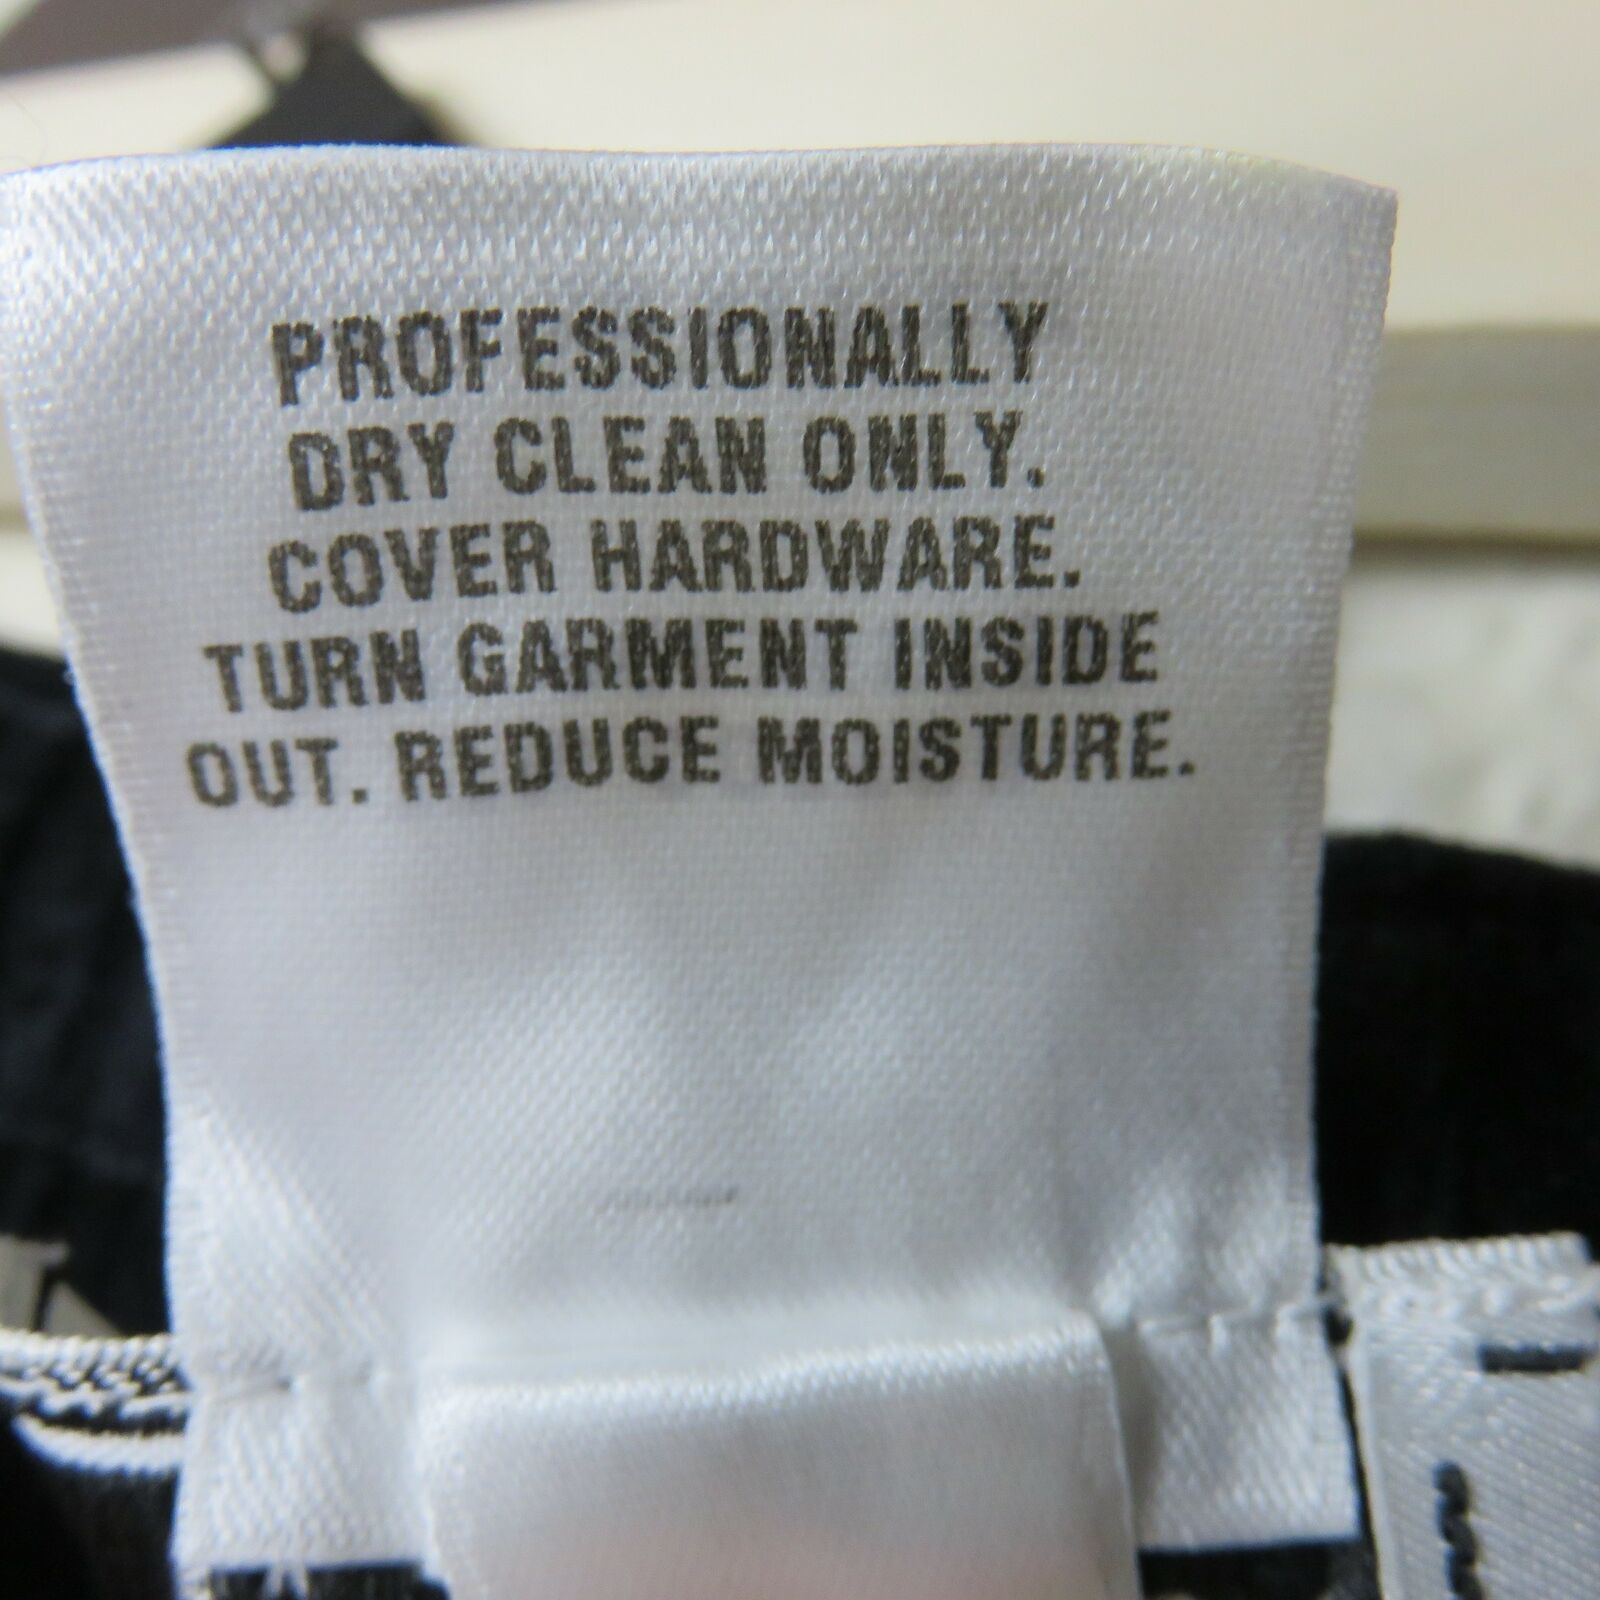 PROFESSIONALLY
DRY CLEAN ONLY.
COVER HARDWARE.
TURN GARMENT INSIDE
OUT. REDUCE MOISTURE.